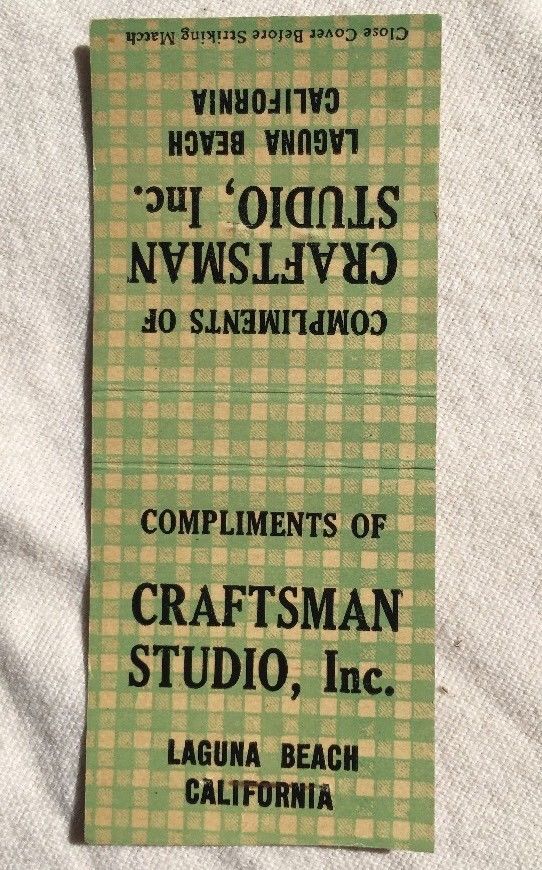 Close Cover Before Striking Match
COMPLIMENTS OF
CRAFTSMAN
STUDIO, Inc.
LAGUNA BEACH
CALIFORNIA
COMPLIMENTS OF
CRAFTSMAN
STUDIO, Inc.
LAGUNA BEACH
CALIFORNIA